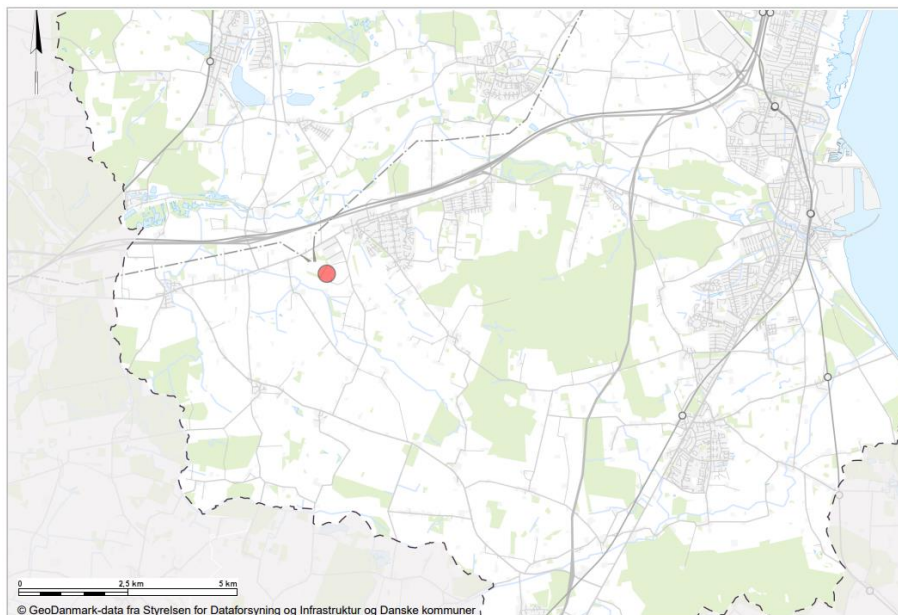 0
2,5 km
5 km
© GeoDanmark-data fra Styrelsen for Dataforsyning og Infrastruktur og Danske kommuner